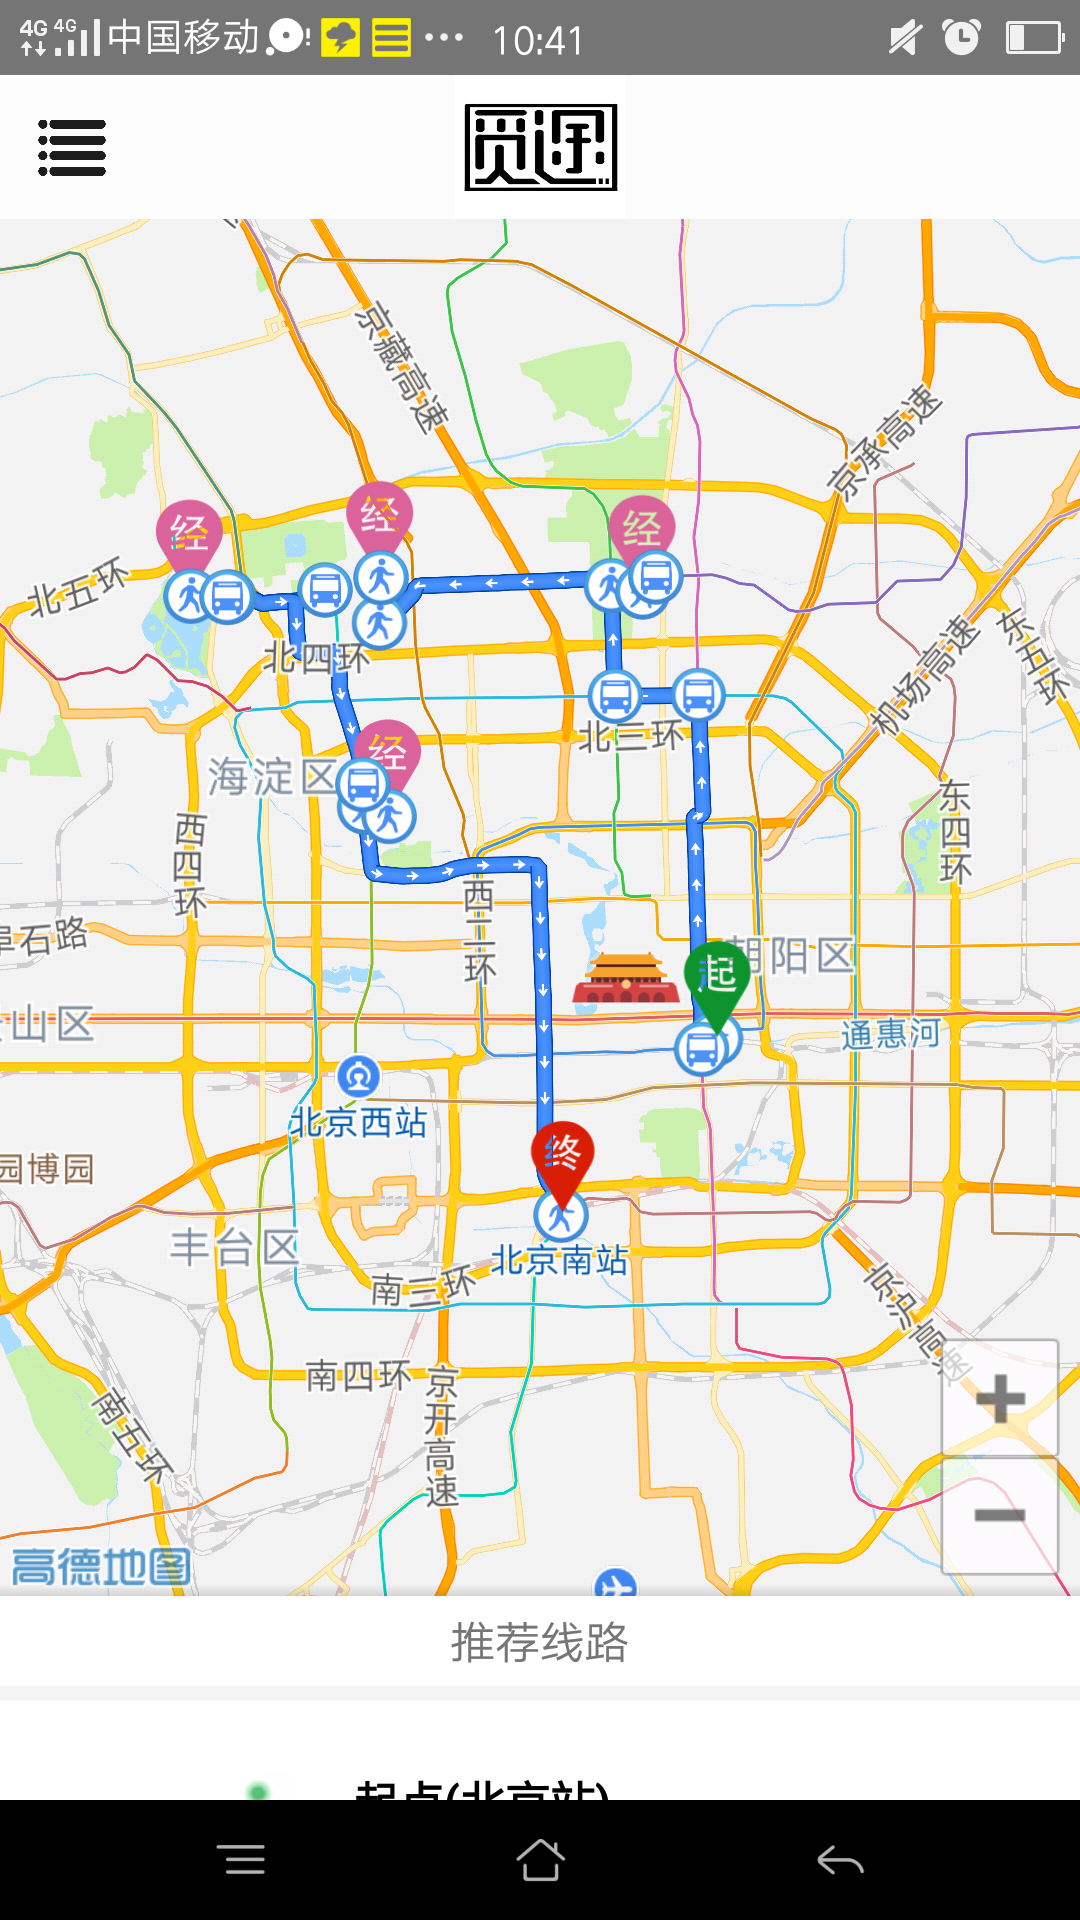 4G 4G 中国移动 ! ··· 10:41
觅途
京藏高速
京承高速
经
经
经
北五环
北四环
机场高速
东五环
北三环
经
海淀区
西四环
东四环
西二环
阜石路
朝阳区
起
山区
通惠河
北京西站
终
园博园
丰台区
北京南站
南三环
京沪高速
南四环
京开高速
南五环
+
−
高德地图
推荐线路
起点(北京站)